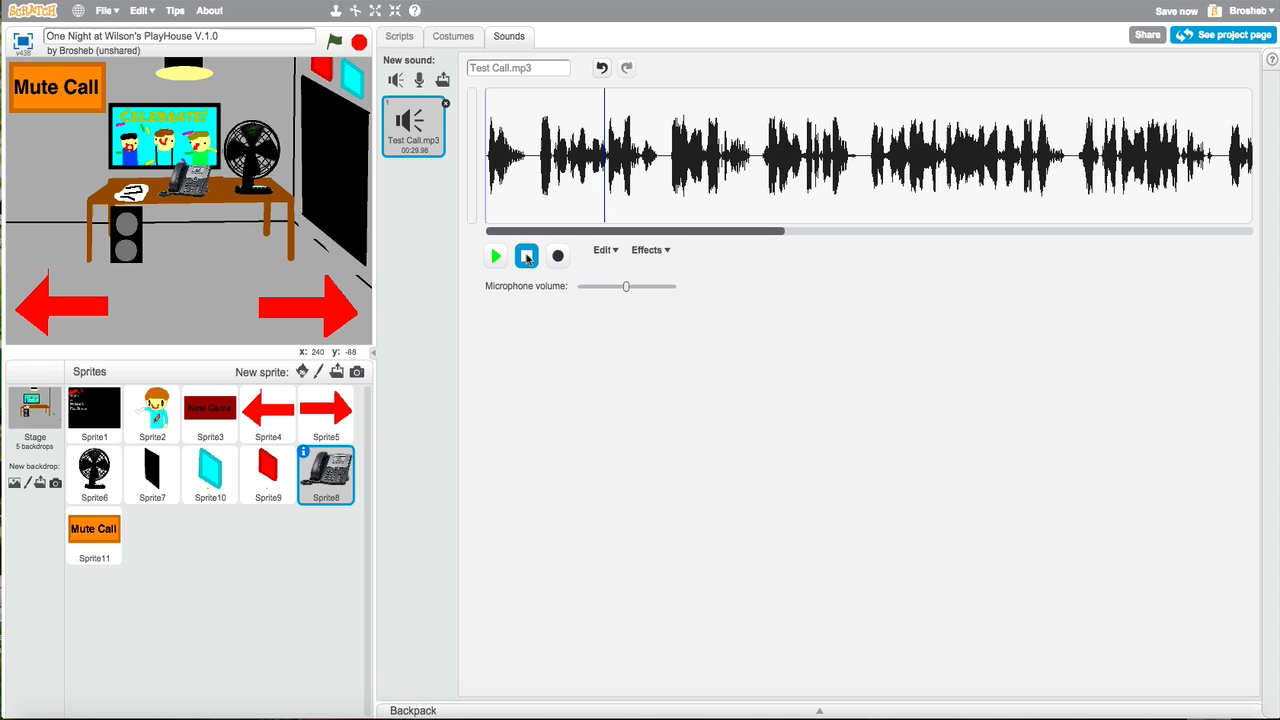 SCRATCH File Edit Tips About Save now Brosheb
v438 One Night at Wilson's PlayHouse V.1.0
by Brosheb (unshared)
Scripts Costumes Sounds Share See project page
New sound: Test Call.mp3 ?
Mute Call
CELEBRATE!
1
Test Call.mp3
00:29.98
Edit Effects
Microphone volume:
x: 240 y: -68
Sprites New sprite:
New Game
Stage Sprite1 Sprite2 Sprite3 Sprite4 Sprite5
5 backdrops
New backdrop:
Sprite6 Sprite7 Sprite10 Sprite9 Sprite8
Mute Call
Sprite11
Backpack